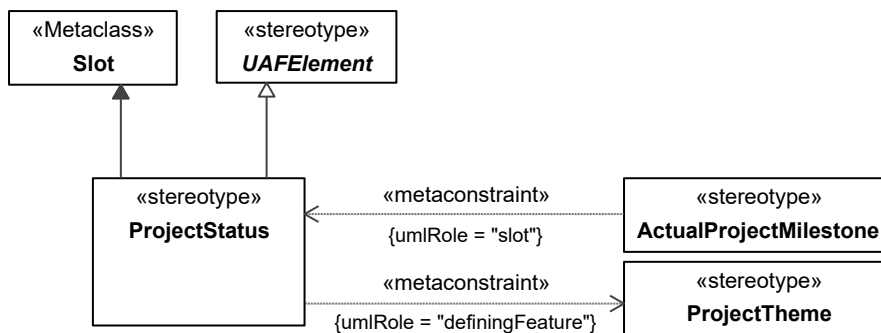 «Metaclass»
Slot
«stereotype»
UAFElement
«stereotype»
ProjectStatus
«metaconstraint»
{umlRole = "slot"}
«stereotype»
ActualProjectMilestone
«metaconstraint»
{umlRole = "definingFeature"}
«stereotype»
ProjectTheme